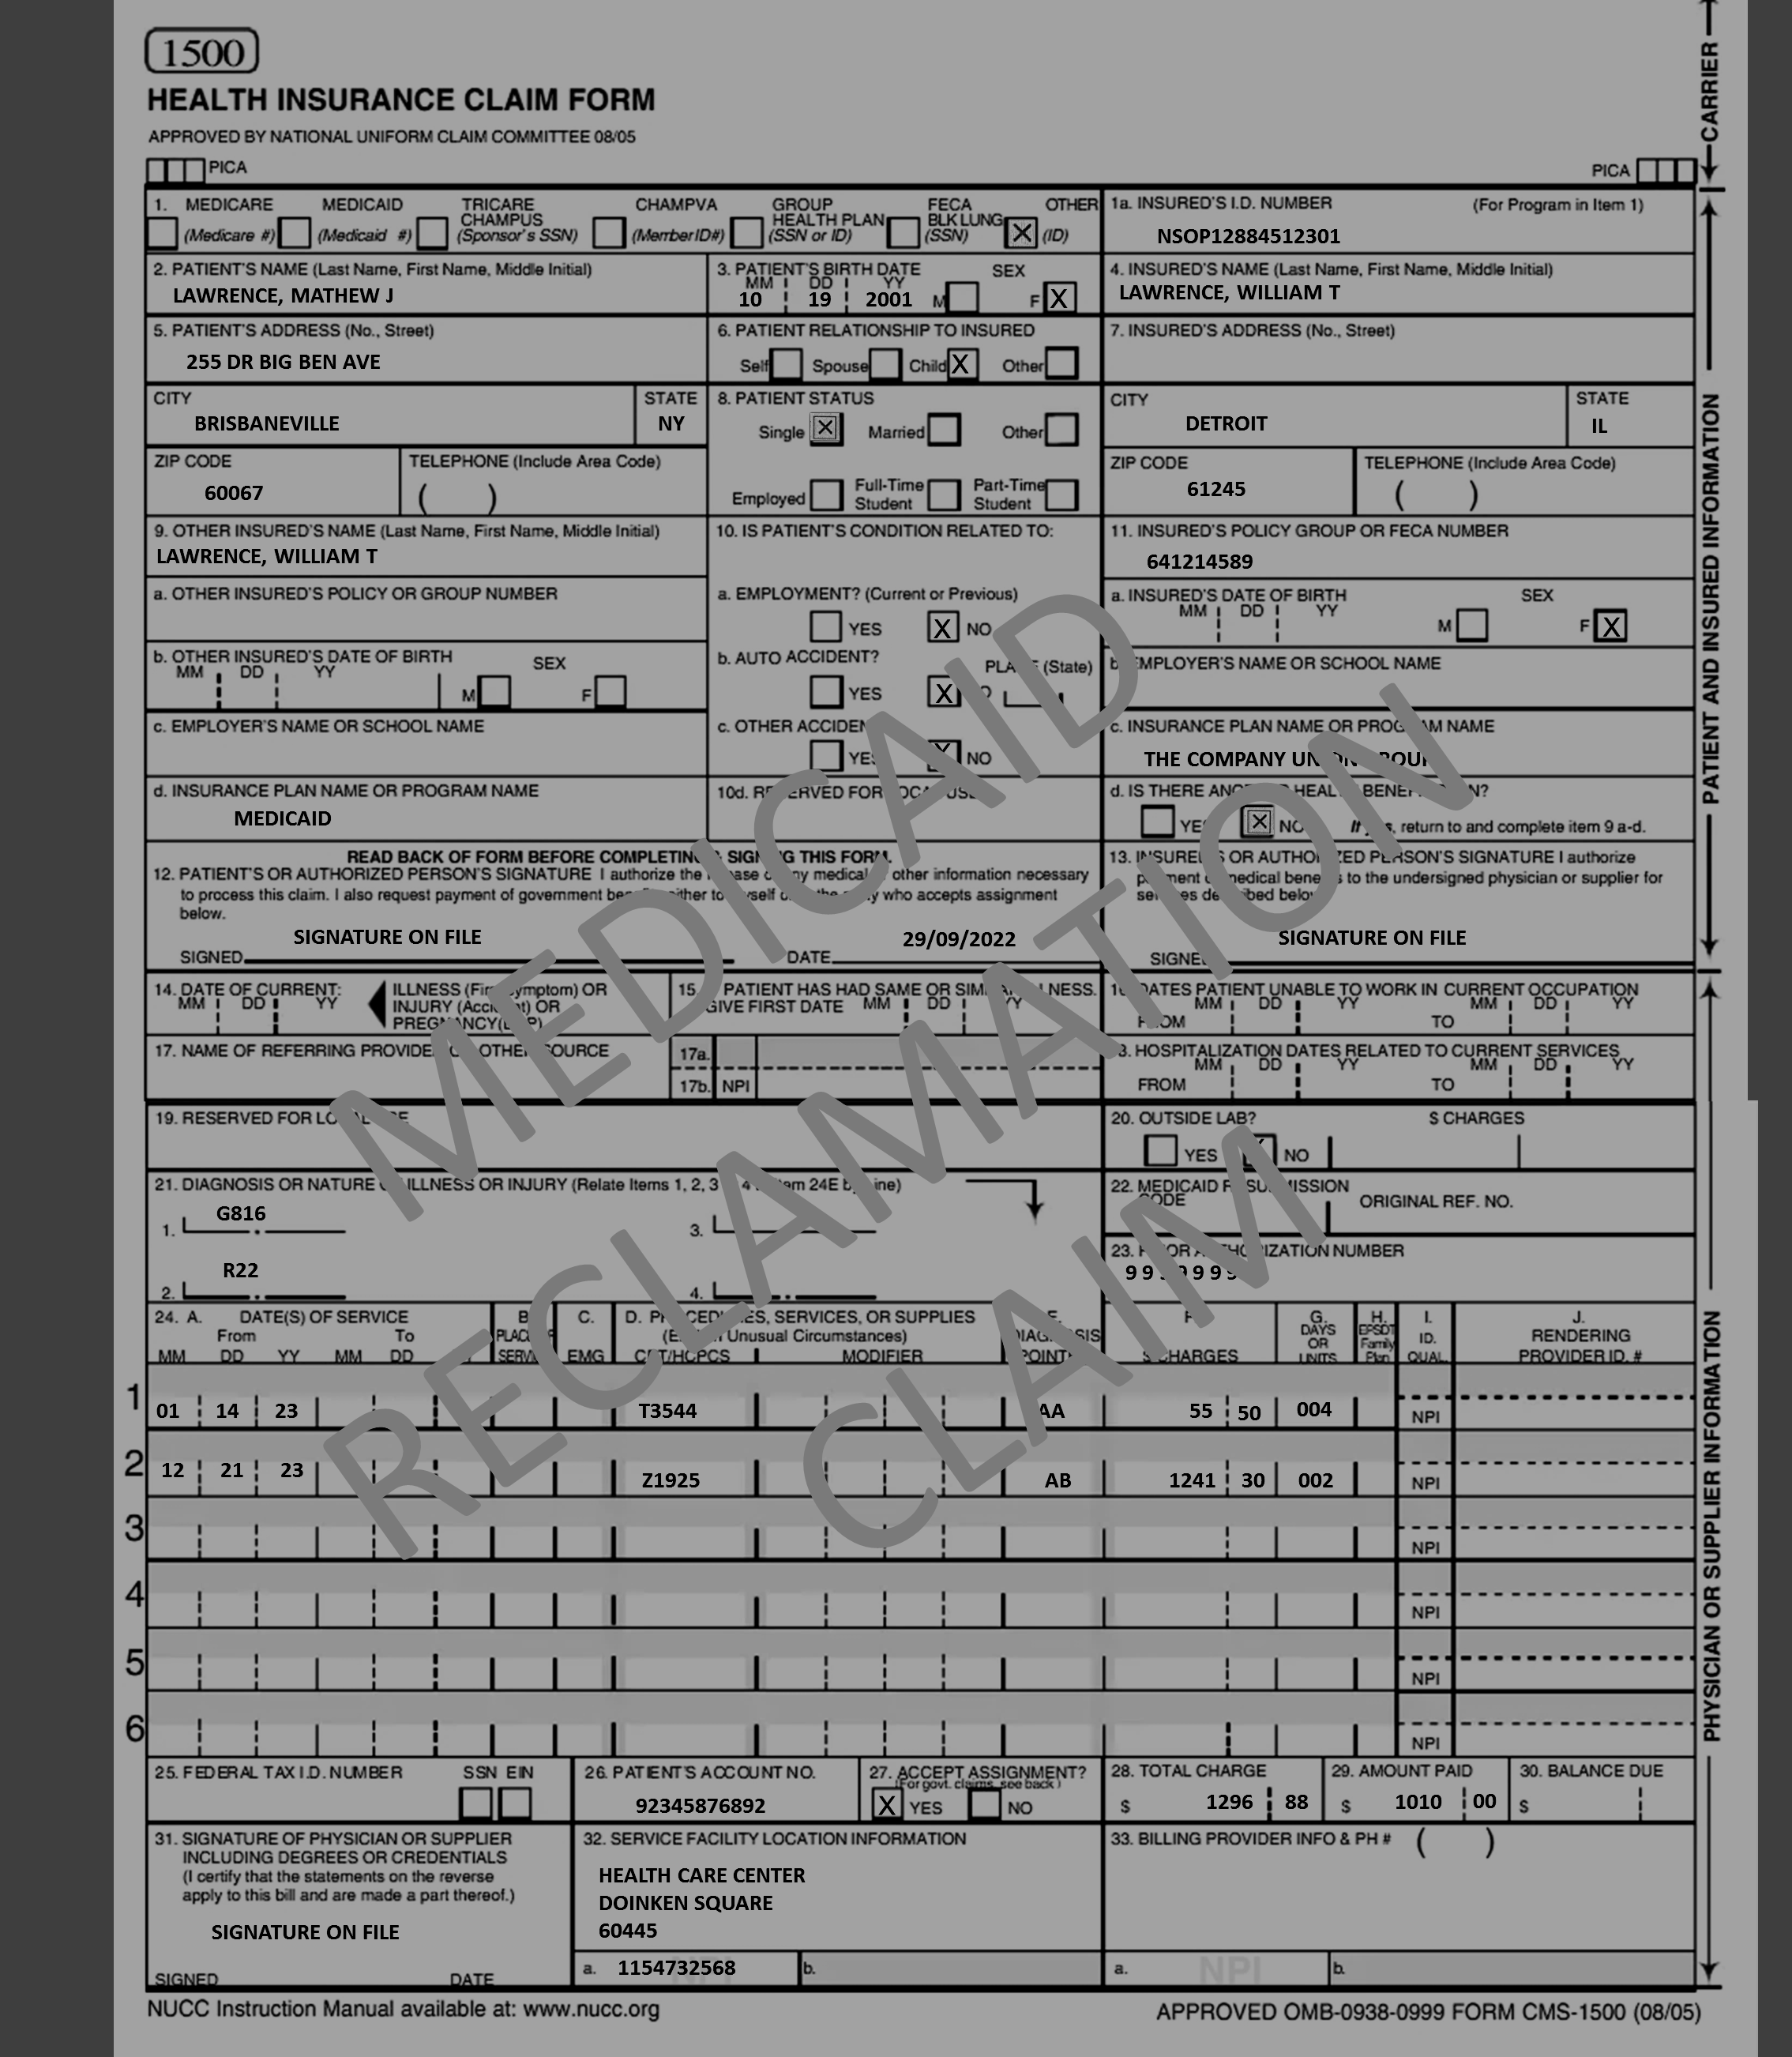 1500
HEALTH INSURANCE CLAIM FORM
APPROVED BY NATIONAL UNIFORM CLAIM COMMITTEE 08/05
PICA
PICA
CARRIER
1. MEDICARE MEDICAID TRICARE CHAMPVA GROUP FECA OTHER
CHAMPUS HEALTH PLAN BLK LUNG
(Medicare #) (Medicaid #) (Sponsor's SSN) (Member ID#) (SSN or ID) (SSN) X (ID)
1a. INSURED'S I.D. NUMBER (For Program in Item 1)
NSOP12884512301
2. PATIENT'S NAME (Last Name, First Name, Middle Initial)
LAWRENCE, MATHEW J
3. PATIENT'S BIRTH DATE SEX
MM DD YY
10 19 2001 M F X
4. INSURED'S NAME (Last Name, First Name, Middle Initial)
LAWRENCE, WILLIAM T
5. PATIENT'S ADDRESS (No., Street)
255 DR BIG BEN AVE
6. PATIENT RELATIONSHIP TO INSURED
Self Spouse Child X Other
7. INSURED'S ADDRESS (No., Street)
CITY
BRISBANEVILLE
STATE
NY
8. PATIENT STATUS
Single X Married Other
Employed Full-Time Student Part-Time Student
CITY
DETROIT
STATE
IL
ZIP CODE
60067
TELEPHONE (Include Area Code)
( )
ZIP CODE
61245
TELEPHONE (Include Area Code)
( )
9. OTHER INSURED'S NAME (Last Name, First Name, Middle Initial)
LAWRENCE, WILLIAM T
10. IS PATIENT'S CONDITION RELATED TO:
11. INSURED'S POLICY GROUP OR FECA NUMBER
641214589
a. OTHER INSURED'S POLICY OR GROUP NUMBER
a. EMPLOYMENT? (Current or Previous)
YES X NO
a. INSURED'S DATE OF BIRTH SEX
MM DD YY M F X
b. OTHER INSURED'S DATE OF BIRTH SEX
MM DD YY M F
b. AUTO ACCIDENT? PLACE (State)
YES X NO
b. EMPLOYER'S NAME OR SCHOOL NAME
c. EMPLOYER'S NAME OR SCHOOL NAME
c. OTHER ACCIDENT
YES X NO
c. INSURANCE PLAN NAME OR PROGRAM NAME
THE COMPANY UNION GROUP
d. INSURANCE PLAN NAME OR PROGRAM NAME
MEDICAID
10d. RESERVED FOR LOCAL USE
d. IS THERE ANOTHER HEALTH BENEFIT PLAN?
YES X NO If yes, return to and complete item 9 a-d.
READ BACK OF FORM BEFORE COMPLETING & SIGNING THIS FORM.
12. PATIENT'S OR AUTHORIZED PERSON'S SIGNATURE I authorize the release of any medical or other information necessary
to process this claim. I also request payment of government benefits either to myself or to the party who accepts assignment
below.
SIGNATURE ON FILE 29/09/2022
SIGNED DATE
13. INSURED'S OR AUTHORIZED PERSON'S SIGNATURE I authorize
payment of medical benefits to the undersigned physician or supplier for
services described below
SIGNATURE ON FILE
SIGNED
PATIENT AND INSURED INFORMATION
14. DATE OF CURRENT:
MM DD YY
ILLNESS (First symptom) OR
INJURY (Accident) OR
PREGNANCY(LMP)
15. PATIENT HAS HAD SAME OR SIMILAR ILLNESS.
GIVE FIRST DATE MM DD YY
16. DATES PATIENT UNABLE TO WORK IN CURRENT OCCUPATION
MM DD YY MM DD YY
FROM TO
17. NAME OF REFERRING PROVIDER OR OTHER SOURCE
17a.
17b. NPI
18. HOSPITALIZATION DATES RELATED TO CURRENT SERVICES
MM DD YY MM DD YY
FROM TO
19. RESERVED FOR LOCAL USE
20. OUTSIDE LAB? $ CHARGES
YES X NO
21. DIAGNOSIS OR NATURE OF ILLNESS OR INJURY (Relate Items 1, 2, 3 or 4 to Item 24E by Line)
1. G816 3.
2. R22 4.
22. MEDICAID RESUBMISSION
CODE ORIGINAL REF. NO.
23. PRIOR AUTHORIZATION NUMBER
24. A. DATE(S) OF SERVICE B. C. D. PROCEDURES, SERVICES, OR SUPPLIES E. F. G. H. I. J.
From To PLACE OF (Explain Unusual Circumstances) DIAGNOSIS DAYS OR EPSDT Family ID. RENDERING
MM DD YY MM DD SERVICE EMG CPT/HCPCS MODIFIER POINTER $ CHARGES UNITS Plan QUAL. PROVIDER ID. #
1 01 14 23 T3544 AA 55 50 004 NPI
2 12 21 23 Z1925 AB 1241 30 002 NPI
3 NPI
4 NPI
5 NPI
6 NPI
25. FEDERAL TAX I.D. NUMBER SSN EIN
26. PATIENT'S ACCOUNT NO.
92345876892
27. ACCEPT ASSIGNMENT?
(For govt. claims, see back)
X YES NO
28. TOTAL CHARGE
$ 1296 88
29. AMOUNT PAID
$ 1010 00
30. BALANCE DUE
$
31. SIGNATURE OF PHYSICIAN OR SUPPLIER
INCLUDING DEGREES OR CREDENTIALS
(I certify that the statements on the reverse
apply to this bill and are made a part thereof.)
SIGNATURE ON FILE
SIGNED DATE
32. SERVICE FACILITY LOCATION INFORMATION
HEALTH CARE CENTER
DOINKEN SQUARE
60445
a. 1154732568 NPI b.
33. BILLING PROVIDER INFO & PH # ( )
a. NPI b.
PHYSICIAN OR SUPPLIER INFORMATION
NUCC Instruction Manual available at: www.nucc.org
APPROVED OMB-0938-0999 FORM CMS-1500 (08/05)
MEDICAID
RECLAMATION
CLAIM